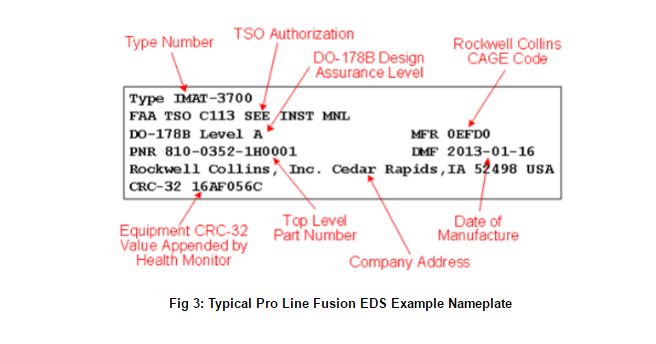 TSO Authorization
Type Number
DO-178B Design
Assurance Level
Rockwell Collins
CAGE Code
Type IMAT-3700
FAA TSO C113 SEE INST MNL
DO-178B Level A MFR 0EFD0
PNR 810-0352-1H0001 DMF 2013-01-16
Rockwell Collins, Inc. Cedar Rapids,IA 52498 USA
CRC-32 16AF056C
Equipment CRC-32
Value Appended by
Health Monitor
Top Level
Part Number
Company Address
Date of
Manufacture
Fig 3: Typical Pro Line Fusion EDS Example Nameplate